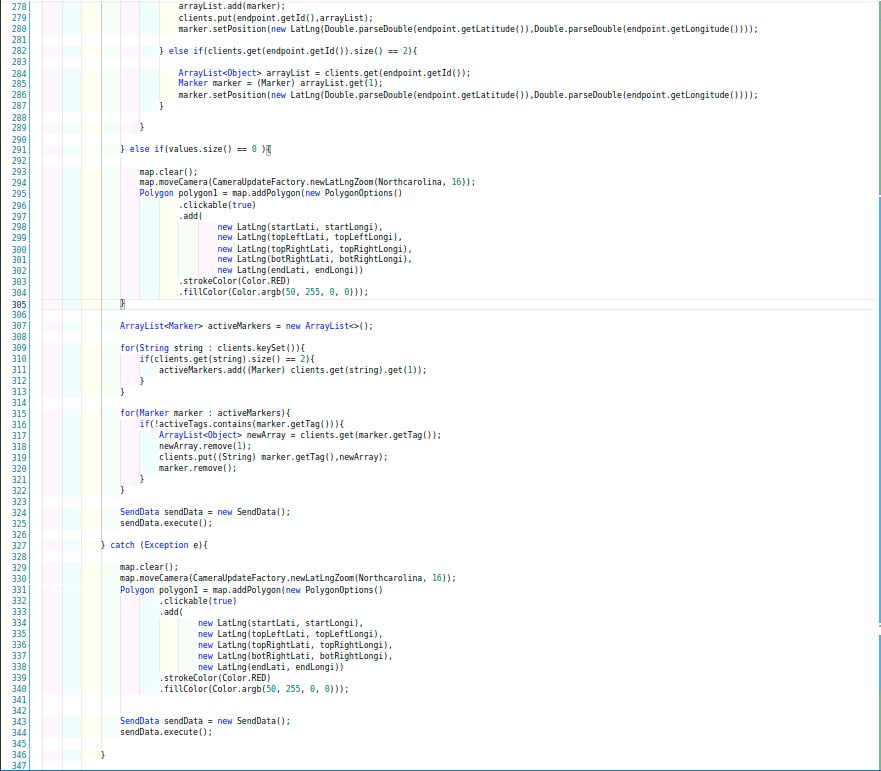 278 arrayList.add(marker);
279 clients.put(endpoint.getId(),arrayList);
280 marker.setPosition(new LatLng(Double.parseDouble(endpoint.getLatitude()),Double.parseDouble(endpoint.getLongitude())));
281
282 } else if(clients.get(endpoint.getId()).size() == 2){
283
284 ArrayList<Object> arrayList = clients.get(endpoint.getId());
285 Marker marker = (Marker) arrayList.get(1);
286 marker.setPosition(new LatLng(Double.parseDouble(endpoint.getLatitude()),Double.parseDouble(endpoint.getLongitude())));
287 }
288
289 }
290
291 } else if(values.size() == 0 ){
292
293 map.clear();
294 map.moveCamera(CameraUpdateFactory.newLatLngZoom(Northcarolina, 16));
295 Polygon polygon1 = map.addPolygon(new PolygonOptions()
296 .clickable(true)
297 .add(
298 new LatLng(startLati, startLongi),
299 new LatLng(topLeftLati, topLeftLongi),
300 new LatLng(topRightLati, topRightLongi),
301 new LatLng(botRightLati, botRightLongi),
302 new LatLng(endLati, endLongi))
303 .strokeColor(Color.RED)
304 .fillColor(Color.argb(50, 255, 0, 0)));
305 }
306
307 ArrayList<Marker> activeMarkers = new ArrayList<>();
308
309 for(String string : clients.keySet()){
310 if(clients.get(string).size() == 2){
311 activeMarkers.add((Marker) clients.get(string).get(1));
312 }
313 }
314
315 for(Marker marker : activeMarkers){
316 if(!activeTags.contains(marker.getTag())){
317 ArrayList<Object> newArray = clients.get(marker.getTag());
318 newArray.remove(1);
319 clients.put((String) marker.getTag(),newArray);
320 marker.remove();
321 }
322 }
323
324 SendData sendData = new SendData();
325 sendData.execute();
326
327 } catch (Exception e){
328
329 map.clear();
330 map.moveCamera(CameraUpdateFactory.newLatLngZoom(Northcarolina, 16));
331 Polygon polygon1 = map.addPolygon(new PolygonOptions()
332 .clickable(true)
333 .add(
334 new LatLng(startLati, startLongi),
335 new LatLng(topLeftLati, topLeftLongi),
336 new LatLng(topRightLati, topRightLongi),
337 new LatLng(botRightLati, botRightLongi),
338 new LatLng(endLati, endLongi))
339 .strokeColor(Color.RED)
340 .fillColor(Color.argb(50, 255, 0, 0)));
341
342
343 SendData sendData = new SendData();
344 sendData.execute();
345
346 }
347